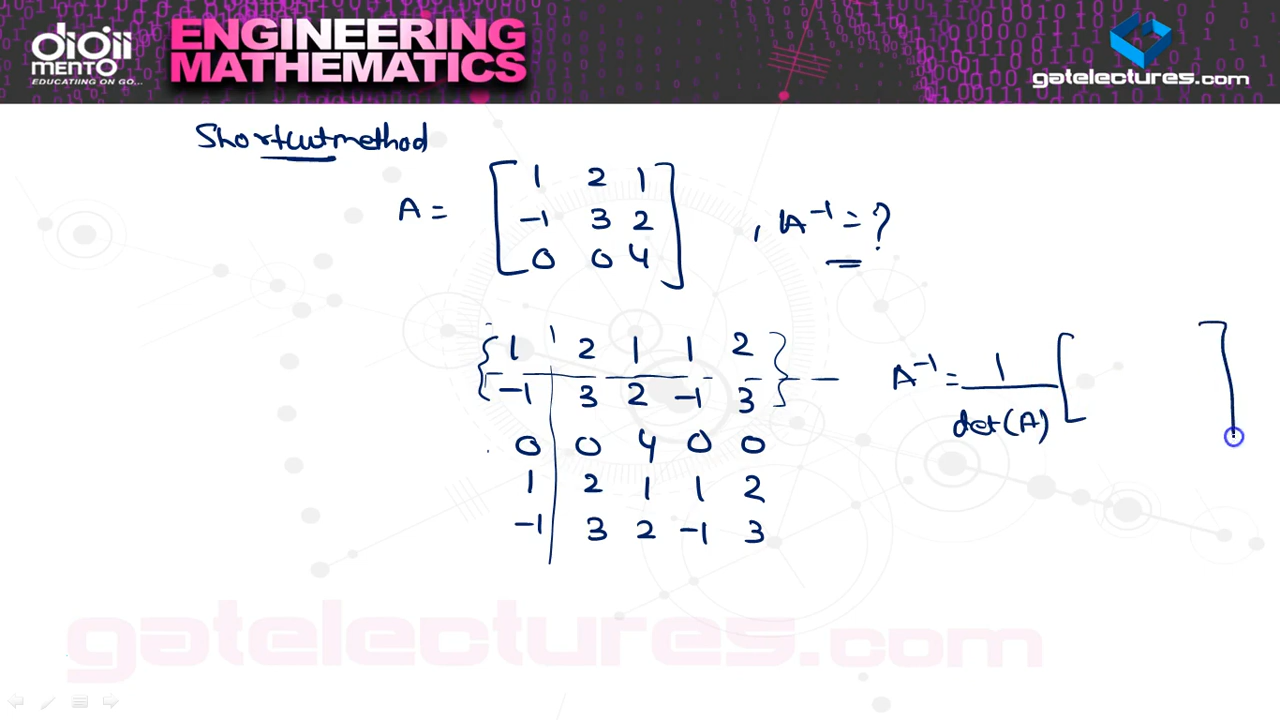 digii
MENTO
EDUCATIING ON GO...
ENGINEERING
MATHEMATICS
gatelectures.com
Shortcut method
A = [ 1 2 1
-1 3 2
0 0 4 ] , A⁻¹ = ?
{ 1 2 1 1 2
-1 3 2 -1 3 }
0 0 4 0 0
1 2 1 1 2
-1 3 2 -1 3
A⁻¹ = 1
det(A) [ ]
gatelectures.com